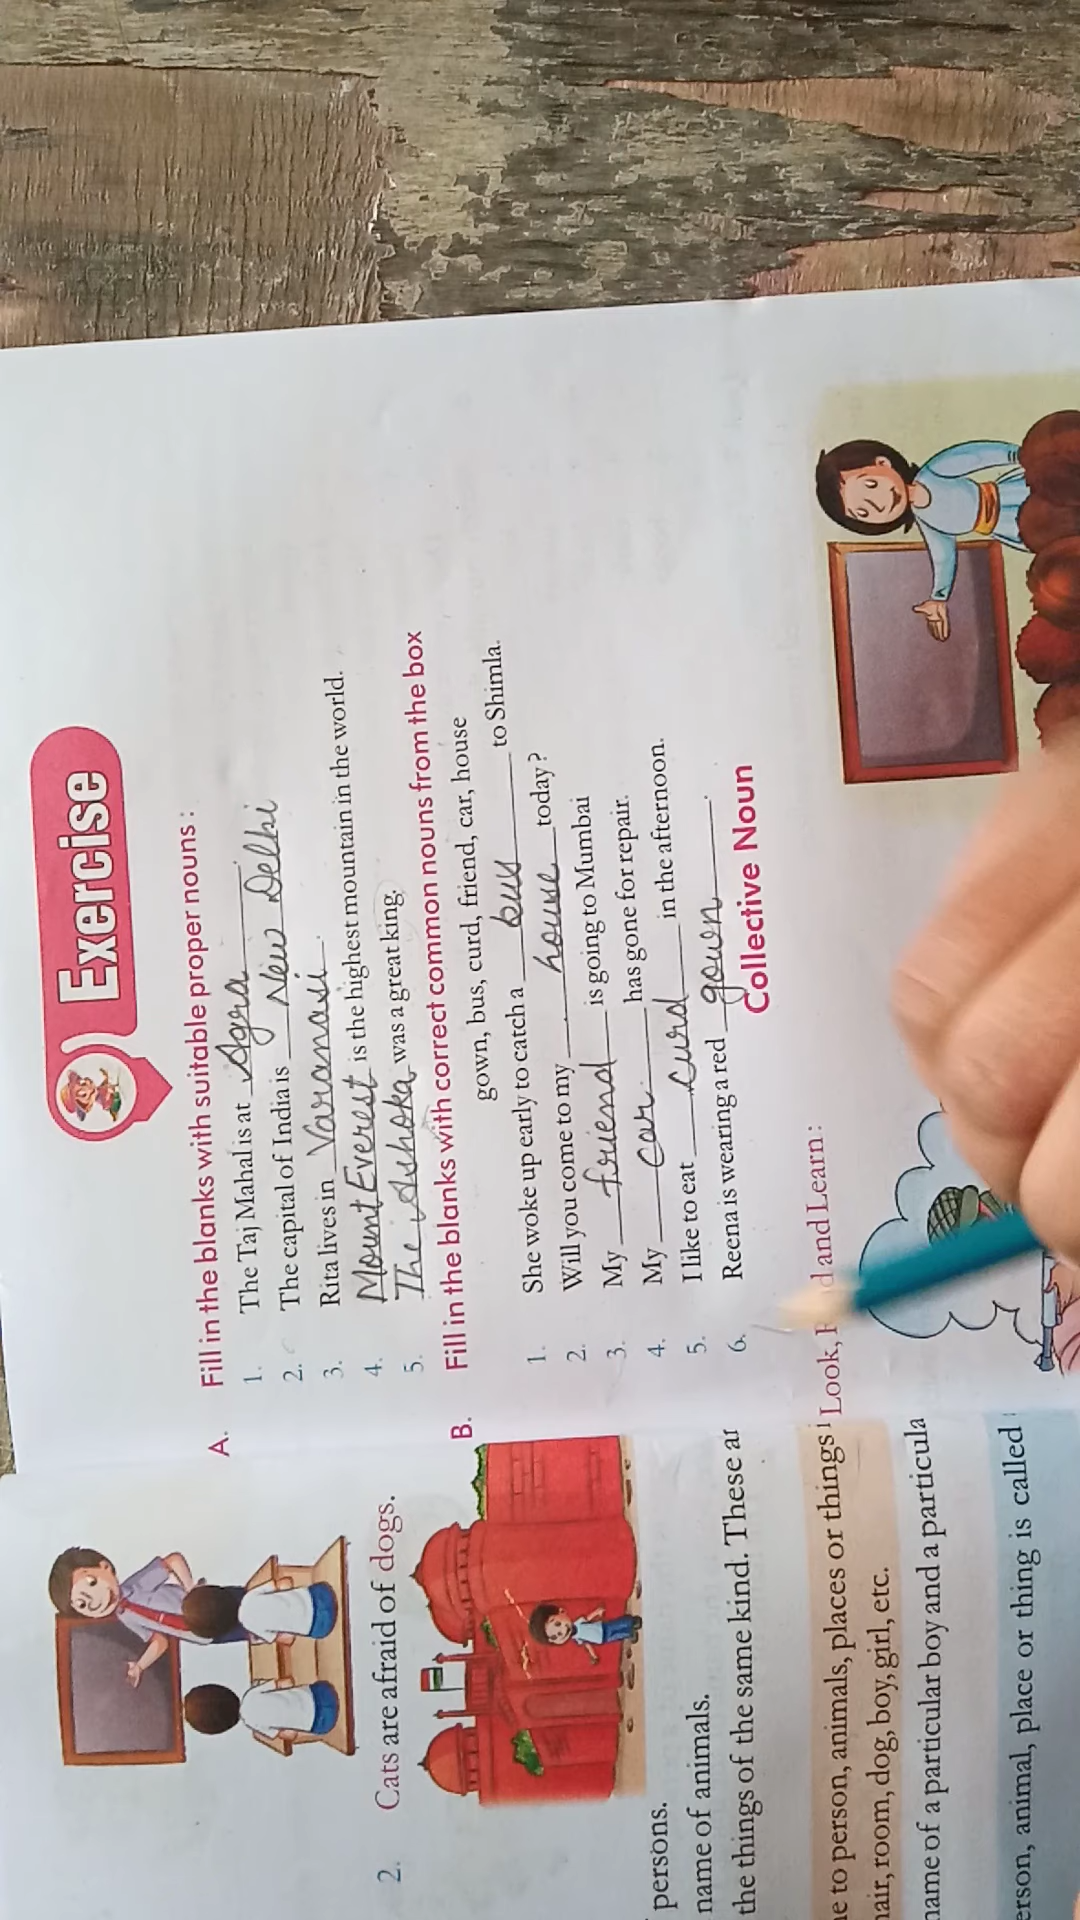 Exercise
A. Fill in the blanks with suitable proper nouns :
1. The Taj Mahal is at Agra
2. The capital of India is New Delhi
3. Rita lives in Varanasi.
4. Mount Everest is the highest mountain in the world.
5. The Ashoka was a great king.
B. Fill in the blanks with correct common nouns from the box
gown, bus, curd, friend, car, house
1. She woke up early to catch a bus to Shimla.
2. Will you come to my house today?
3. My friend is going to Mumbai
4. My car has gone for repair.
5. I like to eat curd in the afternoon.
6. Reena is wearing a red gown.
Collective Noun
Look, and Learn :
2. Cats are afraid of dogs.
persons.
name of animals.
the things of the same kind. These
to person, animals, places or things
room, dog, boy, girl, etc.
name of a particular boy and a
animal, place or thing is called